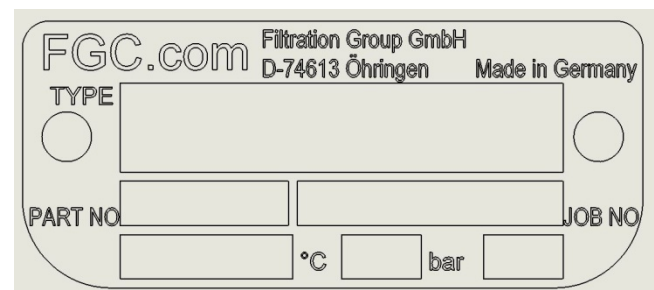 FGC.com
Filtration Group GmbH
D-74613 Öhringen Made in Germany
TYPE
PART NO JOB NO
°C bar